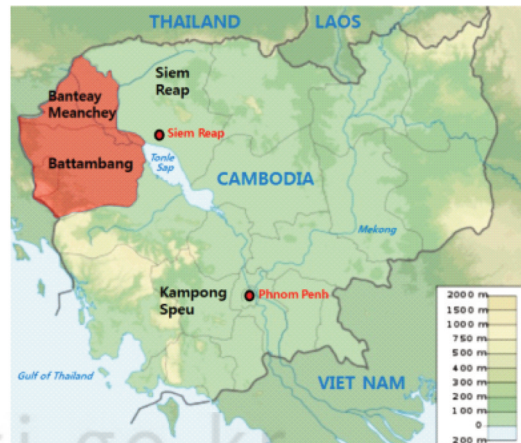 THAILAND
LAOS
Siem
Reap
Banteay
Meanchey
Siem Reap
Battambang
Tonle
Sap
CAMBODIA
Mekong
Kampong
Speu
Phnom Penh
Gulf of Thailand
VIET NAM
2000 m
1500 m
1000 m
750 m
500 m
400 m
300 m
200 m
100 m
0 m
200 m